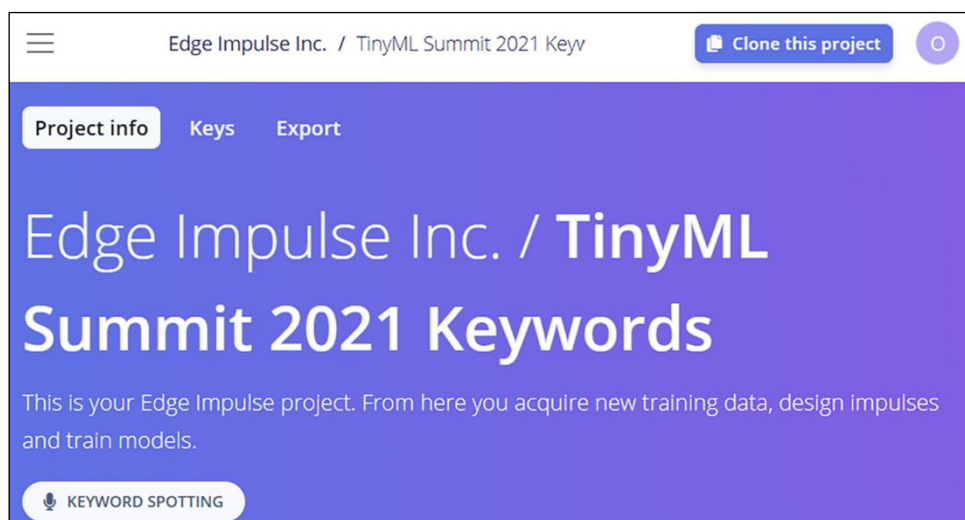 Edge Impulse Inc. / TinyML Summit 2021 Keyw
Clone this project
O
Project info Keys Export
Edge Impulse Inc. / TinyML
Summit 2021 Keywords
This is your Edge Impulse project. From here you acquire new training data, design impulses
and train models.
KEYWORD SPOTTING